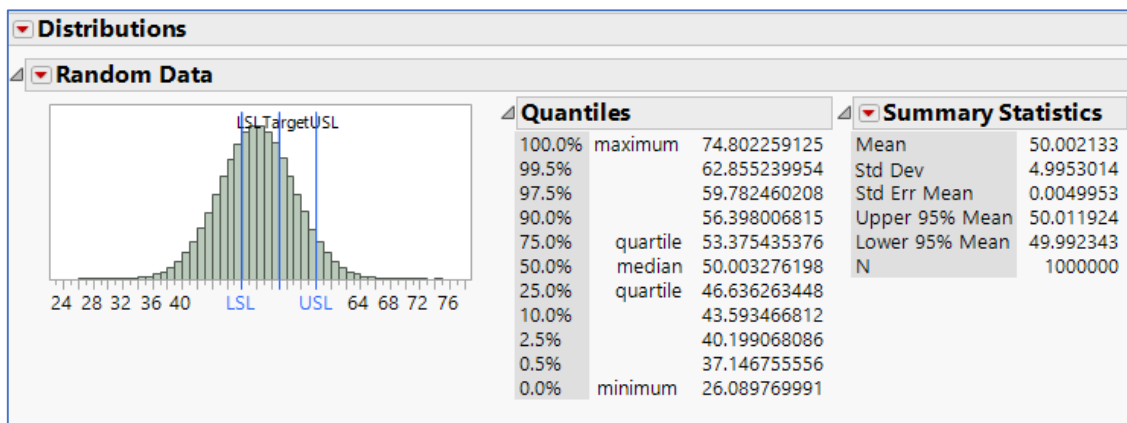 Distributions
Random Data
LSL Target USL
24 28 32 36 40 LSL USL 64 68 72 76
Quantiles
100.0% maximum 74.802259125
99.5% 62.855239954
97.5% 59.782460208
90.0% 56.398006815
75.0% quartile 53.375435376
50.0% median 50.003276198
25.0% quartile 46.636263448
10.0% 43.593466812
2.5% 40.199068086
0.5% 37.146755556
0.0% minimum 26.089769991
Summary Statistics
Mean 50.002133
Std Dev 4.9953014
Std Err Mean 0.0049953
Upper 95% Mean 50.011924
Lower 95% Mean 49.992343
N 1000000